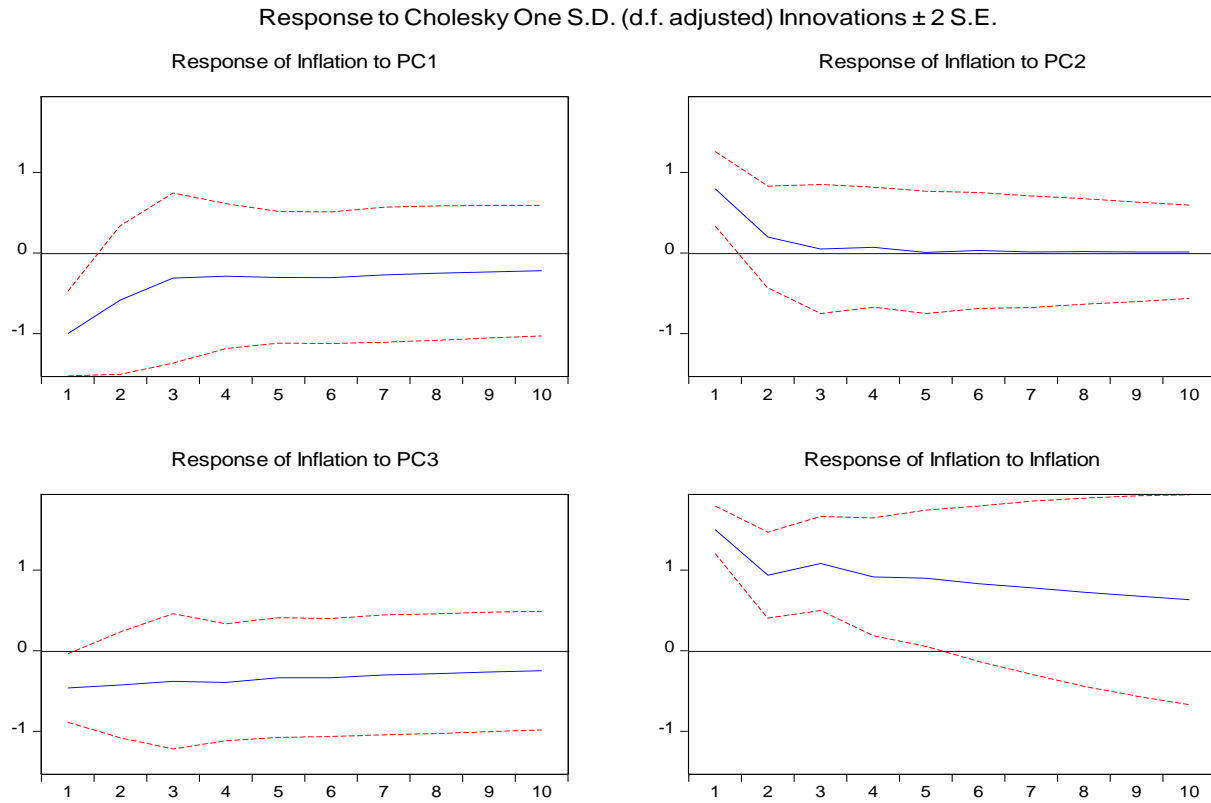 Response to Cholesky One S.D. (d.f. adjusted) Innovations ± 2 S.E.
Response of Inflation to PC1
1
0
-1
1 2 3 4 5 6 7 8 9 10
Response of Inflation to PC2
1
0
-1
1 2 3 4 5 6 7 8 9 10
Response of Inflation to PC3
1
0
-1
1 2 3 4 5 6 7 8 9 10
Response of Inflation to Inflation
1
0
-1
1 2 3 4 5 6 7 8 9 10